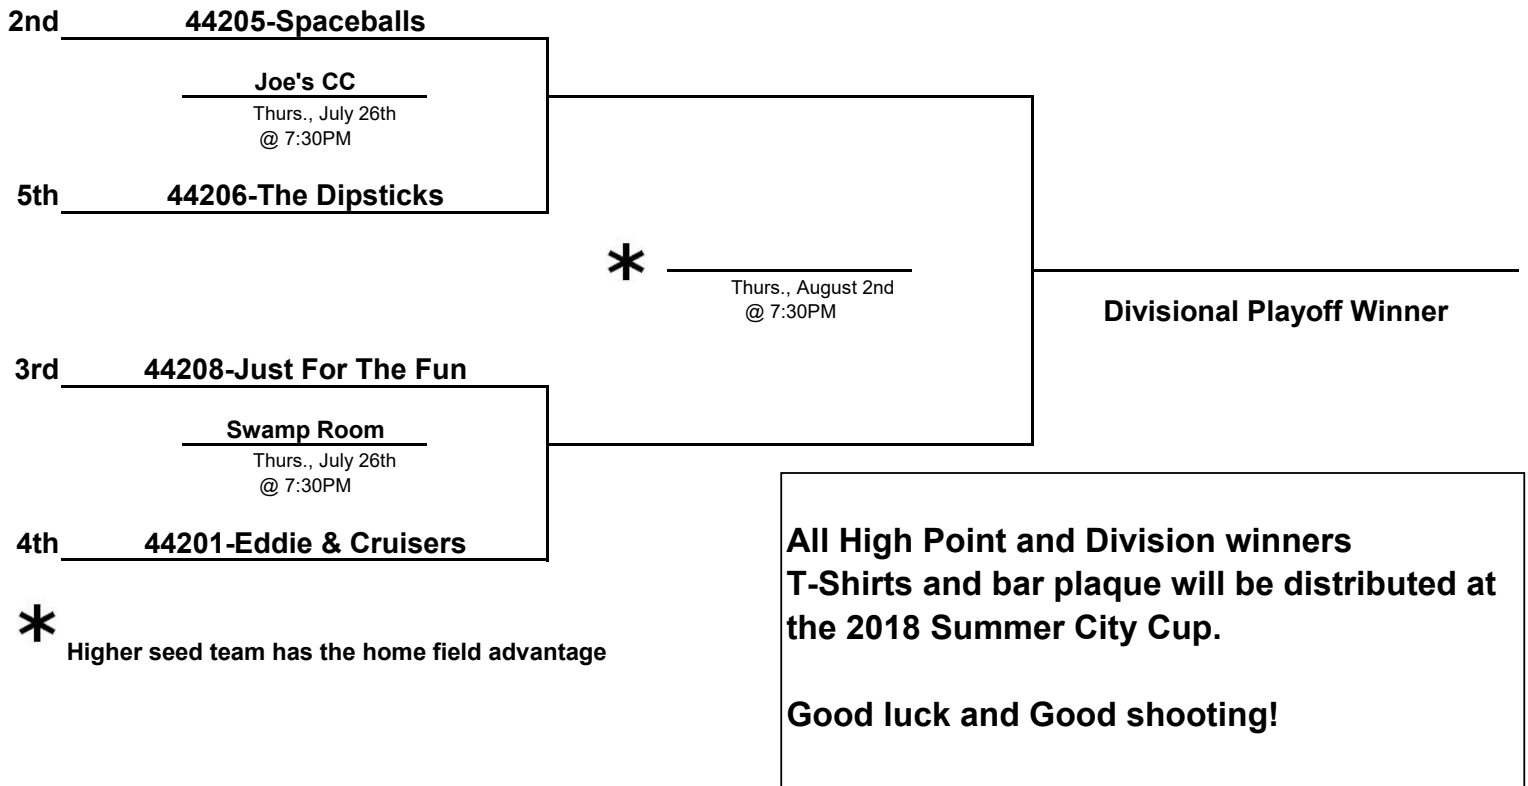 2nd 44205-Spaceballs
Joe's CC
Thurs., July 26th
@ 7:30PM
5th 44206-The Dipsticks
* Thurs., August 2nd
@ 7:30PM
Divisional Playoff Winner
3rd 44208-Just For The Fun
Swamp Room
Thurs., July 26th
@ 7:30PM
4th 44201-Eddie & Cruisers
* Higher seed team has the home field advantage
All High Point and Division winners
T-Shirts and bar plaque will be distributed at
the 2018 Summer City Cup.
Good luck and Good shooting!